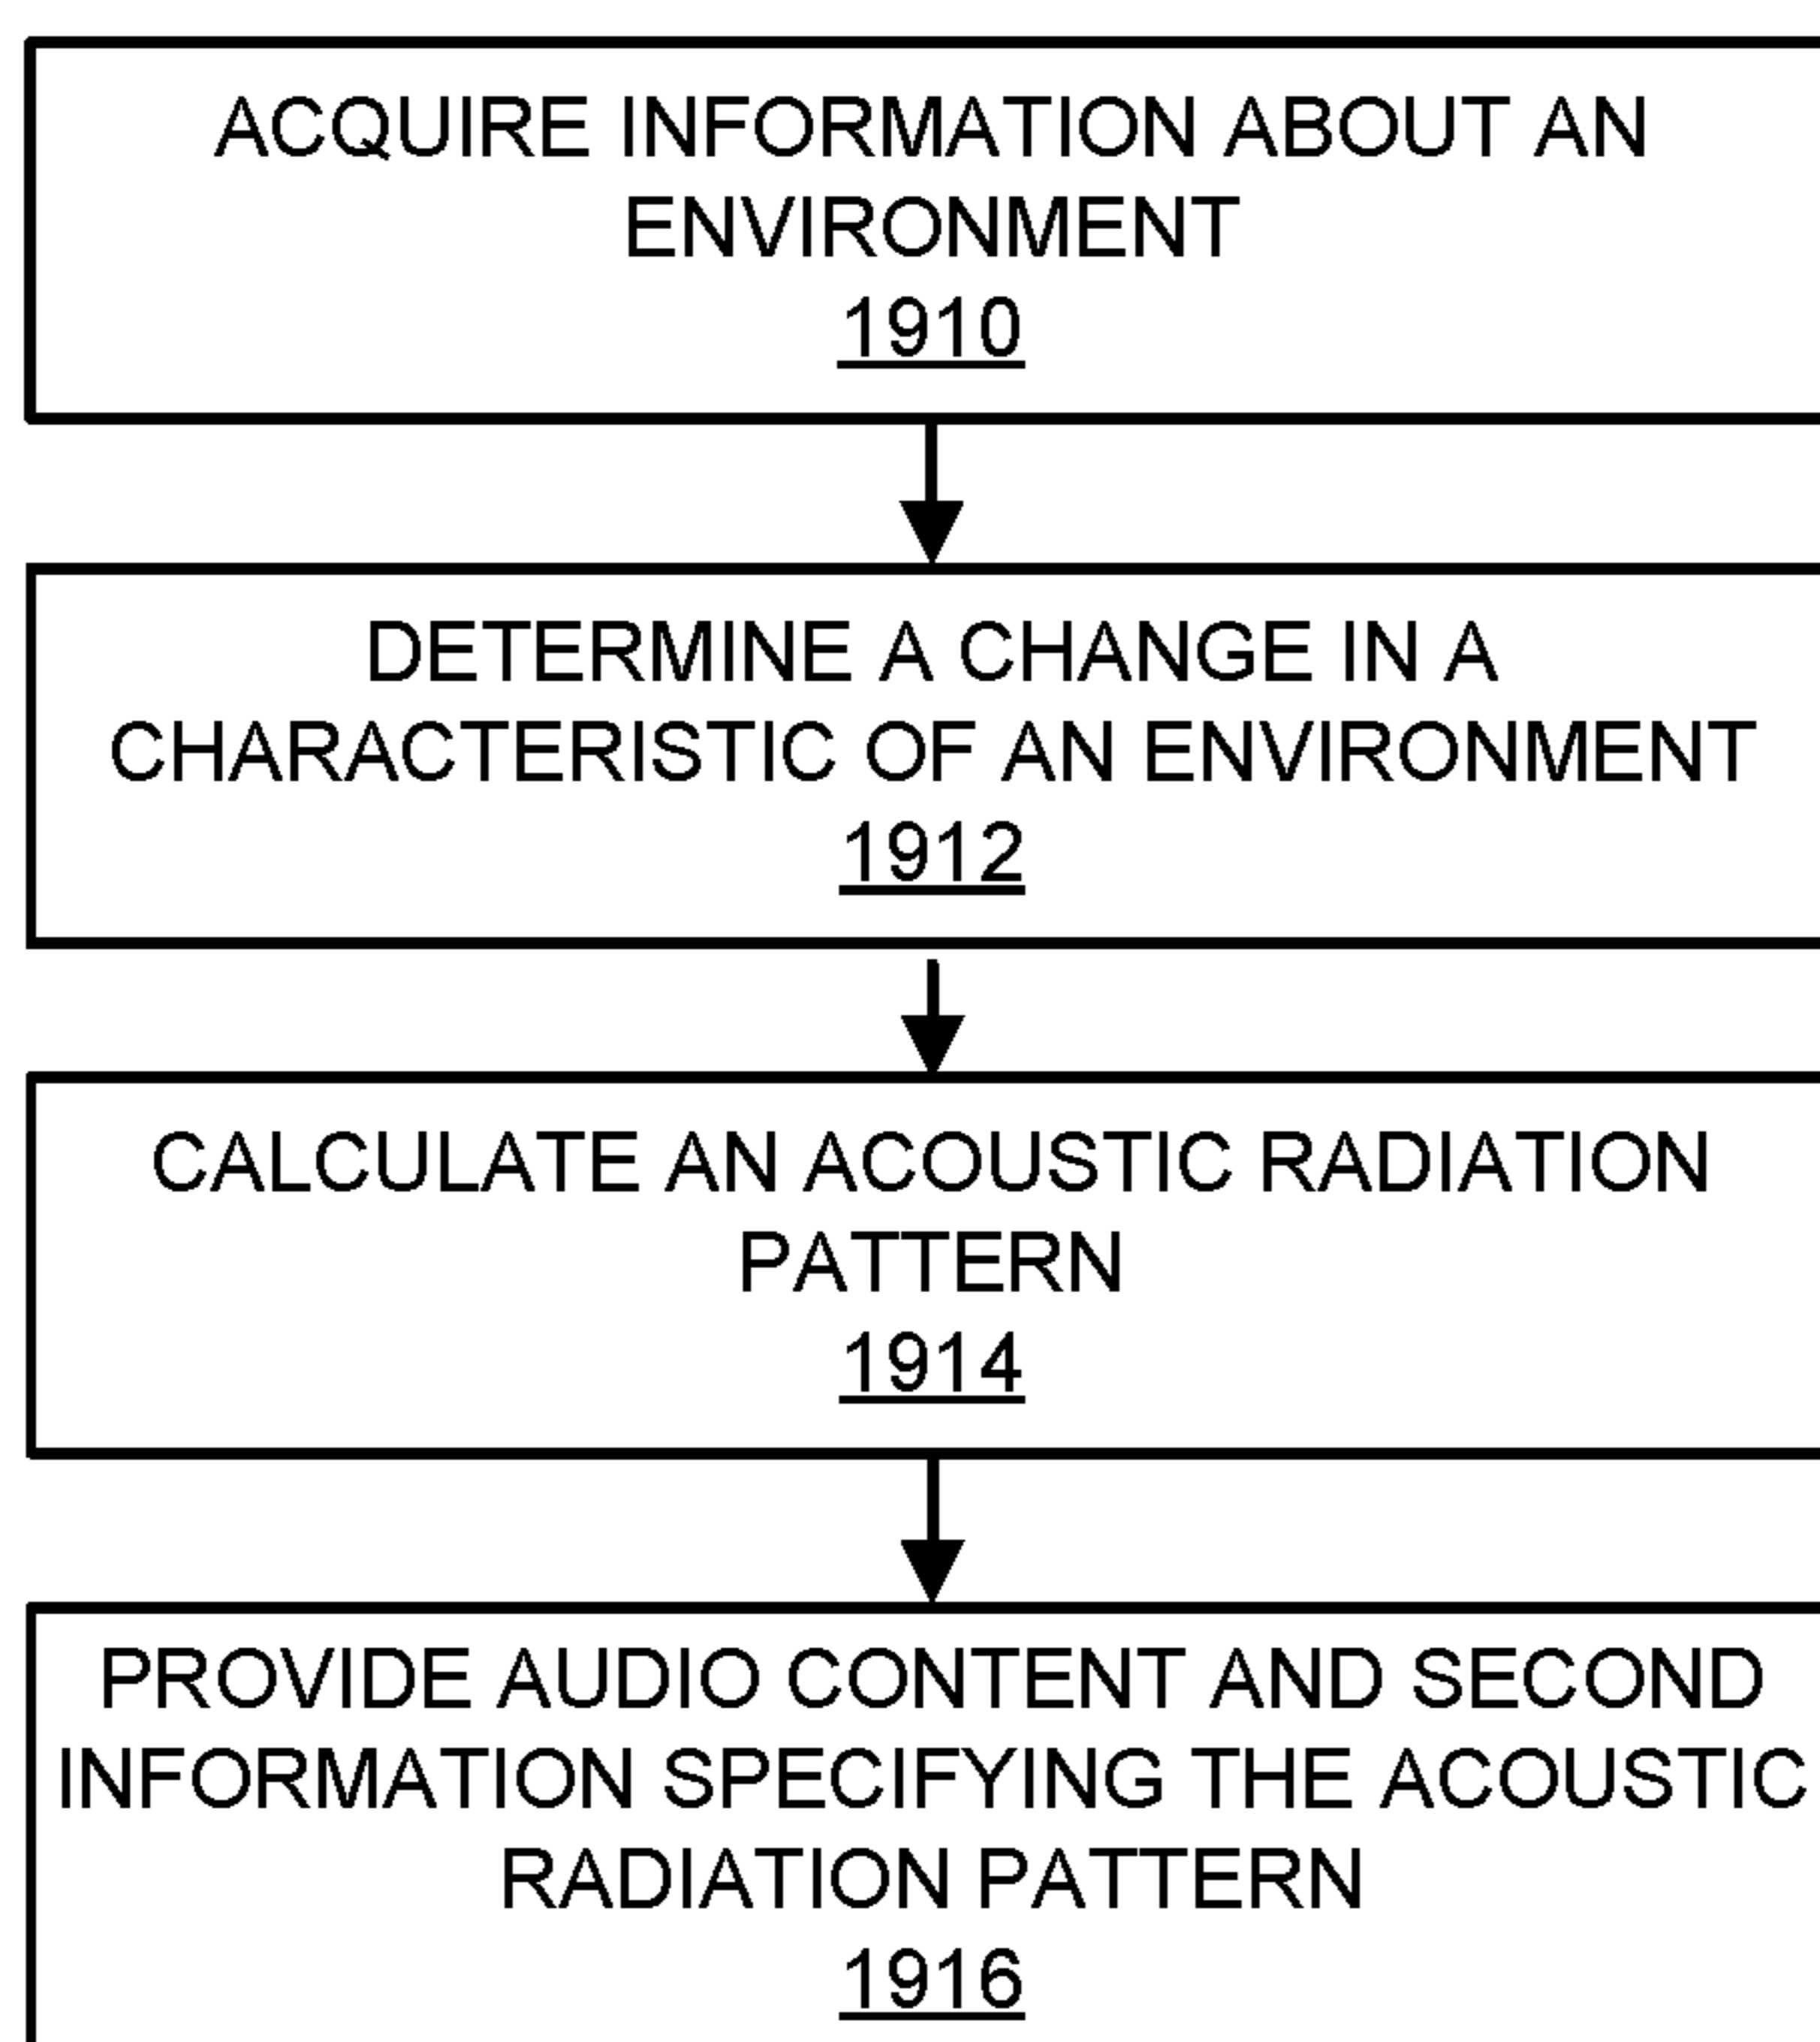 ACQUIRE INFORMATION ABOUT AN
ENVIRONMENT
1910
DETERMINE A CHANGE IN A
CHARACTERISTIC OF AN ENVIRONMENT
1912
CALCULATE AN ACOUSTIC RADIATION
PATTERN
1914
PROVIDE AUDIO CONTENT AND SECOND
INFORMATION SPECIFYING THE ACOUSTIC
RADIATION PATTERN
1916